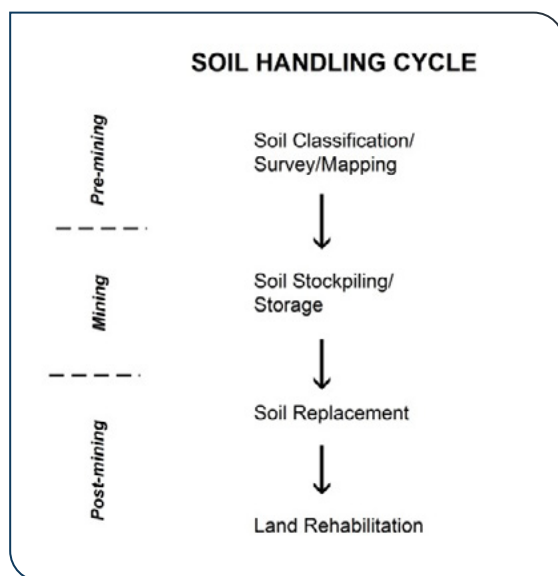 SOIL HANDLING CYCLE
Pre-mining
Soil Classification/
Survey/Mapping
Mining
Soil Stockpiling/
Storage
Post-mining
Soil Replacement
Land Rehabilitation